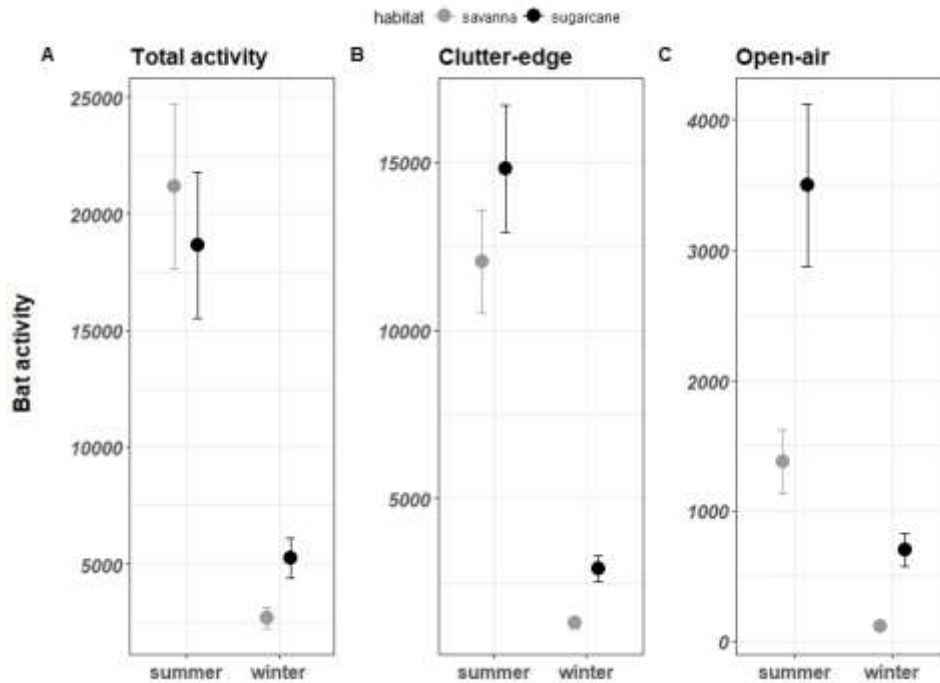 habitat savanna sugarcane
A Total activity B Clutter-edge C Open-air
Bat activity
25000
20000
15000
10000
5000
summer winter
15000
10000
5000
summer winter
4000
3000
2000
1000
0
summer winter